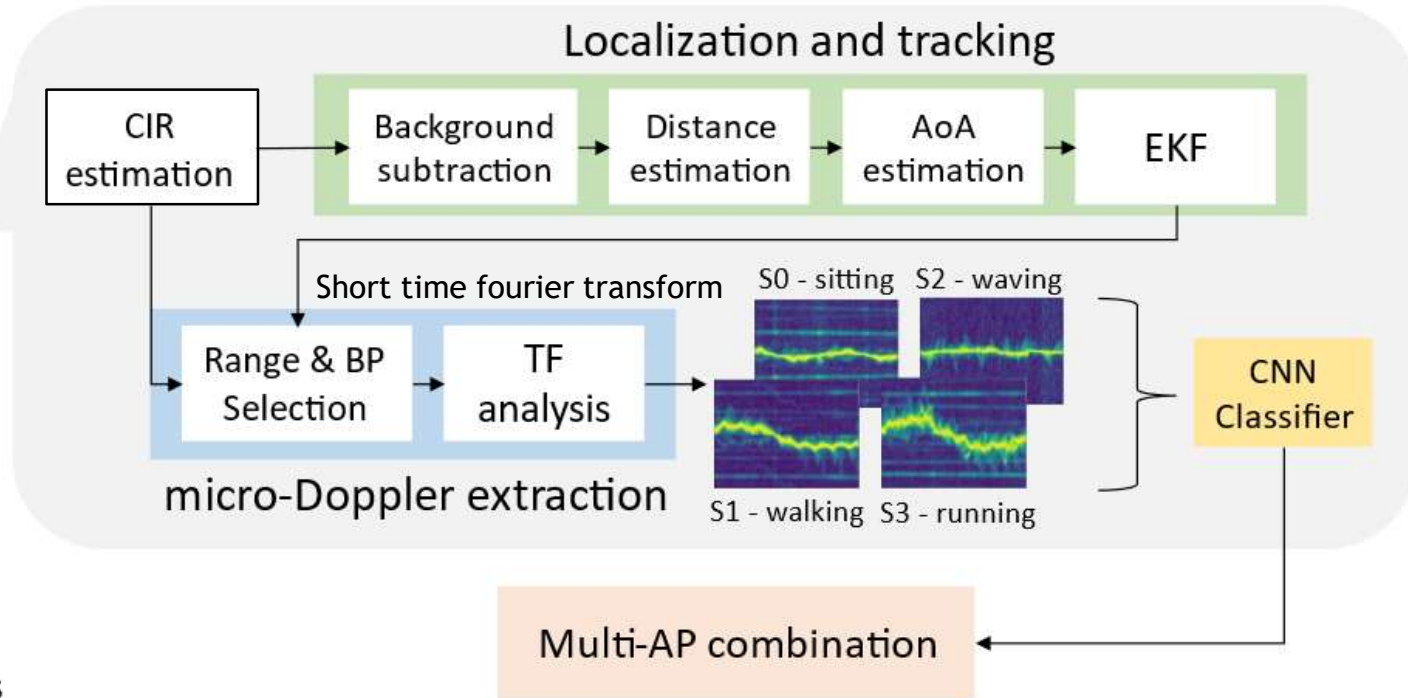 Localization and tracking
CIR
estimation
Background
subtraction
Distance
estimation
AoA
estimation
EKF
Short time fourier transform
Range & BP
Selection
TF
analysis
micro-Doppler extraction
S0 - sitting
S2 - waving
S1 - walking
S3 - running
CNN
Classifier
Multi-AP combination
s